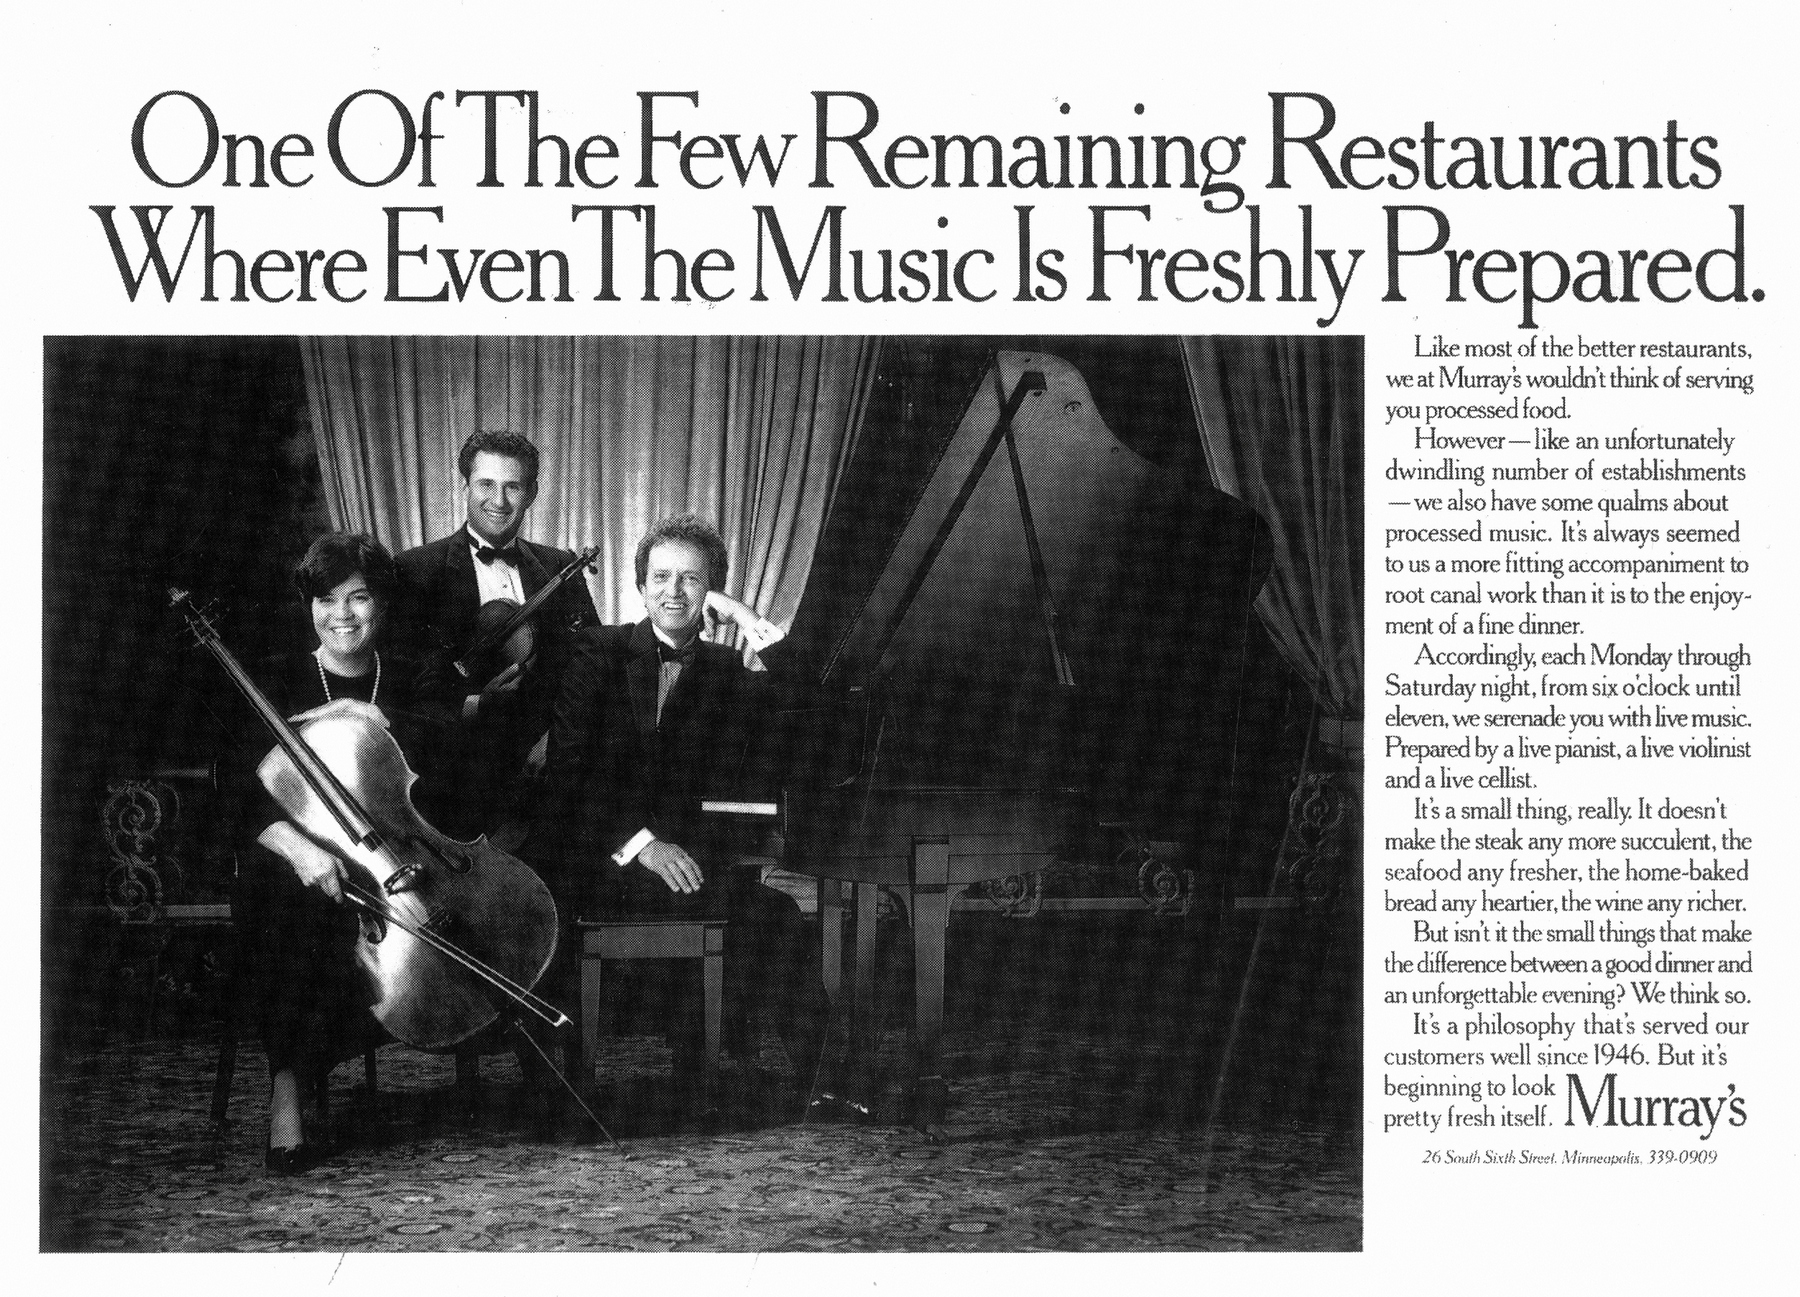 One Of The Few Remaining Restaurants
Where Even The Music Is Freshly Prepared.
Like most of the better restaurants,
we at Murray's wouldn't think of serving
you processed food.
However—like an unfortunately
dwindling number of establishments
—we also have some qualms about
processed music. It's always seemed
to us a more fitting accompaniment to
root canal work than it is to the enjoy-
ment of a fine dinner.
Accordingly, each Monday through
Saturday night, from six o'clock until
eleven, we serenade you with live music.
Prepared by a live pianist, a live violinist
and a live cellist.
It's a small thing, really. It doesn't
make the steak any more succulent, the
seafood any fresher, the home-baked
bread any heartier, the wine any richer.
But isn't it the small things that make
the difference between a good dinner and
an unforgettable evening? We think so.
It's a philosophy that's served our
customers well since 1946. But it's
beginning to look
pretty fresh itself.
Murray's
26 South Sixth Street, Minneapolis, 339-0909